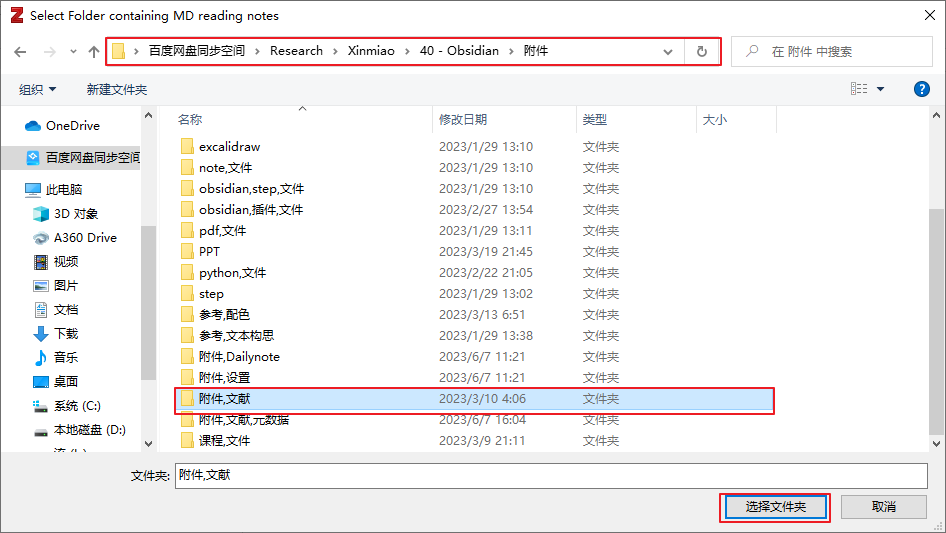 Select Folder containing MD reading notes
百度网盘同步空间 > Research > Xinmiao > 40 - Obsidian > 附件
在 附件 中搜索
组织 新建文件夹
名称 修改日期 类型 大小
OneDrive
百度网盘同步空间
此电脑
3D 对象
A360 Drive
视频
图片
文档
下载
音乐
桌面
系统 (C:)
本地磁盘 (D:)
excalidraw 2023/1/29 13:10 文件夹
note,文件 2023/1/29 13:10 文件夹
obsidian,step,文件 2023/1/29 13:10 文件夹
obsidian,插件,文件 2023/2/27 13:54 文件夹
pdf,文件 2023/1/29 13:11 文件夹
PPT 2023/3/19 21:45 文件夹
python,文件 2023/2/22 21:05 文件夹
step 2023/1/29 13:02 文件夹
参考,配色 2023/3/13 6:51 文件夹
参考,文本构思 2023/1/29 13:38 文件夹
附件,Dailynote 2023/6/7 11:21 文件夹
附件,设置 2023/6/7 11:21 文件夹
附件,文献 2023/3/10 4:06 文件夹
附件,文献,元数据 2023/6/7 16:04 文件夹
课程,文件 2023/3/9 21:11 文件夹
文件夹: 附件,文献
选择文件夹 取消